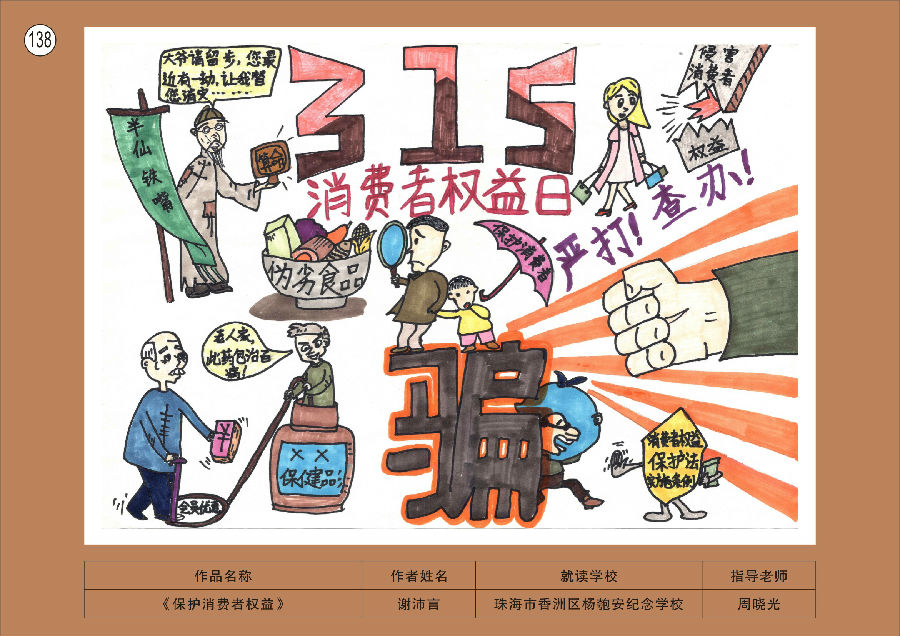 138
大爷请留步,您最
近有一劫,让我替
您消灾……
半仙铁嘴
算命
315
消费者权益日
侵害
消费者
权益
严打!查办!
保护消费者
伪劣食品
老人家,
此药包治百
病!
¥
××
保健品
会员优惠
骗
消费者权益
保护法
实施条例
作品名称 作者姓名 就读学校 指导老师
《保护消费者权益》 谢沛言 珠海市香洲区杨匏安纪念学校 周晓光